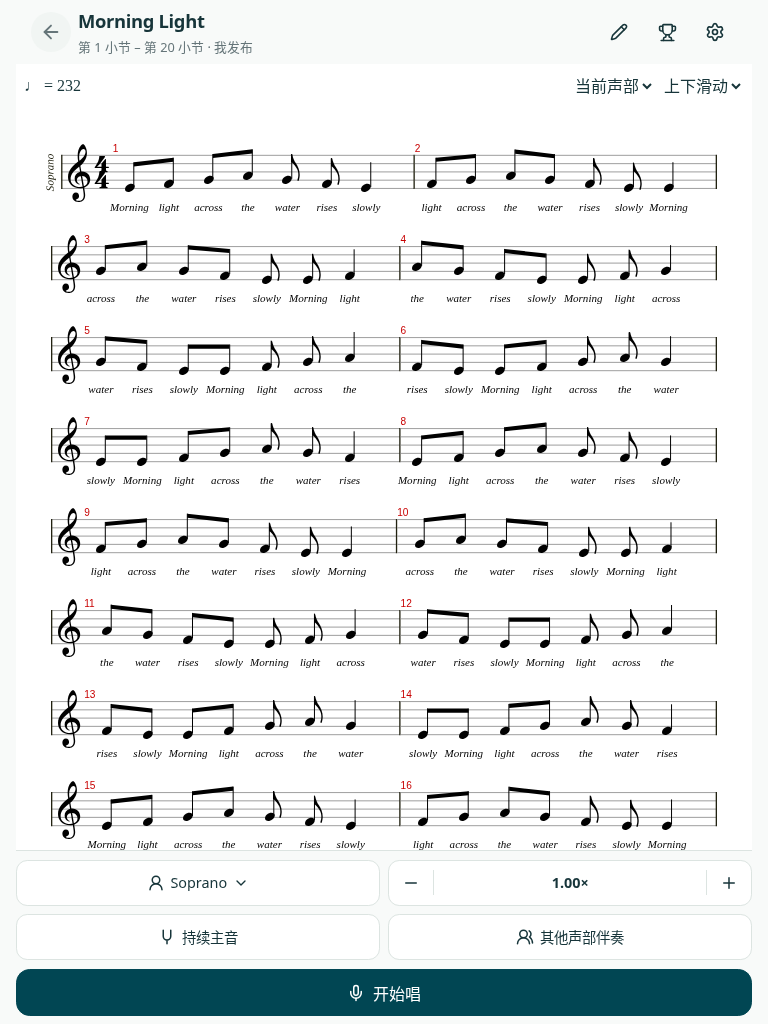 Morning Light
第 1 小节 – 第 20 小节 · 我发布
♩ = 232
当前声部 上下滑动
Soprano
1 2
Morning light across the water rises slowly light across the water rises slowly Morning
3 4
across the water rises slowly Morning light the water rises slowly Morning light across
5 6
water rises slowly Morning light across the rises slowly Morning light across the water
7 8
slowly Morning light across the water rises Morning light across the water rises slowly
9 10
light across the water rises slowly Morning across the water rises slowly Morning light
11 12
the water rises slowly Morning light across water rises slowly Morning light across the
13 14
rises slowly Morning light across the water slowly Morning light across the water rises
15 16
Morning light across the water rises slowly light across the water rises slowly Morning
Soprano
1.00×
持续主音
其他声部伴奏
开始唱